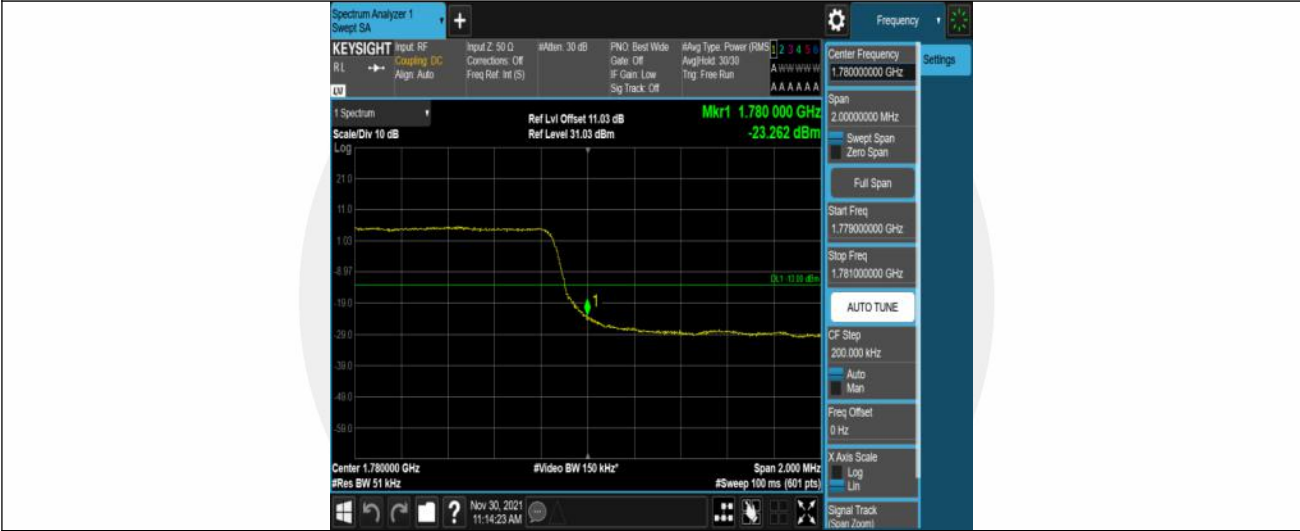 Spectrum Analyzer 1
Swept SA
Frequency
KEYSIGHT
RL
Input: RF
Coupling: DC
Align: Auto
Input Z: 50 Ω
Corrections: Off
Freq Ref: Int (S)
#Atten: 30 dB
PNO: Best Wide
Gate: Off
IF Gain: Low
Sig Track: Off
#Avg Type: Power (RMS
Avg|Hold: 30/30
Trig: Free Run
1 2 3 4 5 6
A W W W W W
A A A A A A
LVI
Center Frequency
1.780000000 GHz
Settings
1 Spectrum
Scale/Div 10 dB
Log
Ref Lvl Offset 11.03 dB
Ref Level 31.03 dBm
Mkr1 1.780 000 GHz
-23.262 dBm
21.0
11.0
1.03
-8.97
-19.0
-29.0
-39.0
-49.0
-59.0
DL1 -13.00 dBm
1
Span
2.00000000 MHz
Swept Span
Zero Span
Full Span
Start Freq
1.779000000 GHz
Stop Freq
1.781000000 GHz
AUTO TUNE
CF Step
200.000 kHz
Auto
Man
Freq Offset
0 Hz
X Axis Scale
Log
Lin
Signal Track
(Span Zoom)
Center 1.780000 GHz
#Res BW 51 kHz
#Video BW 150 kHz*
Span 2.000 MHz
#Sweep 100 ms (601 pts)
?
Nov 30, 2021
11:14:23 AM